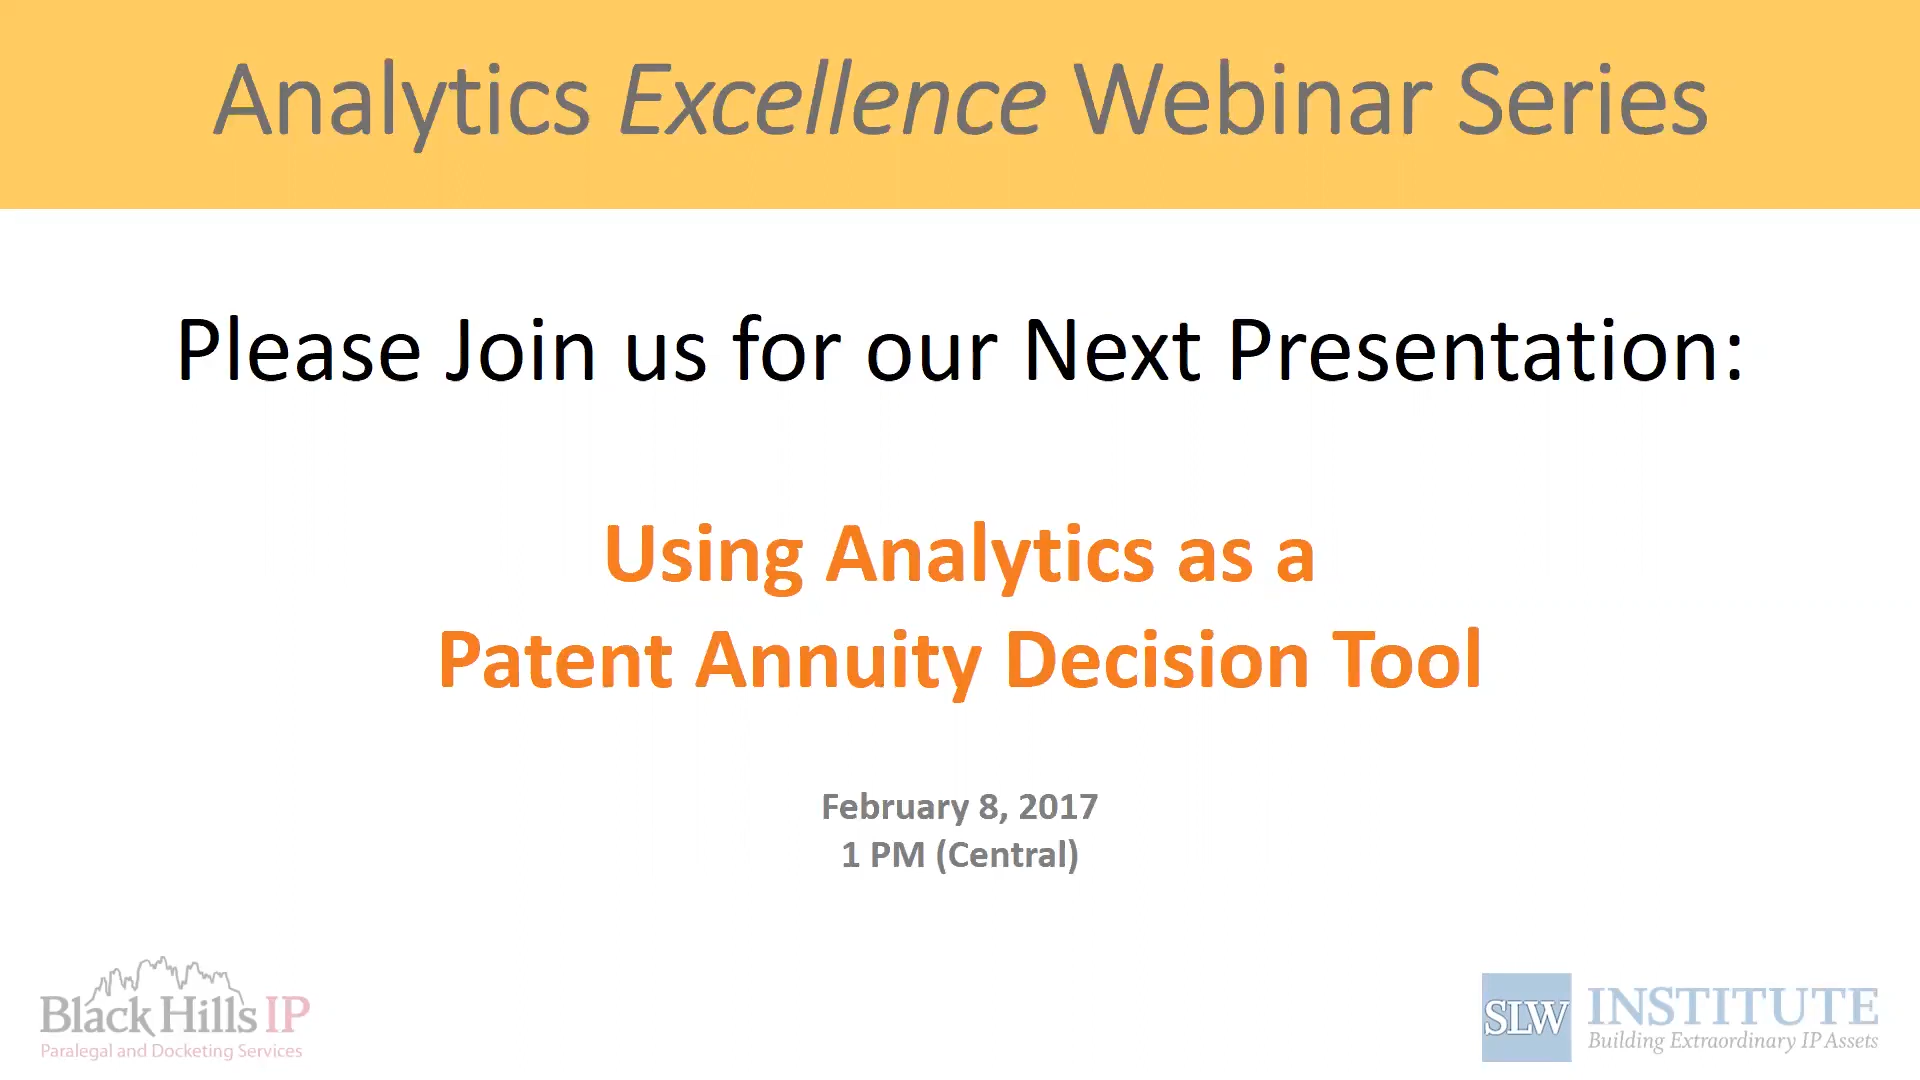 Analytics Excellence Webinar Series
Please Join us for our Next Presentation:
Using Analytics as a
Patent Annuity Decision Tool
February 8, 2017
1 PM (Central)
Black Hills IP
Paralegal and Docketing Services
SLW INSTITUTE
Building Extraordinary IP Assets